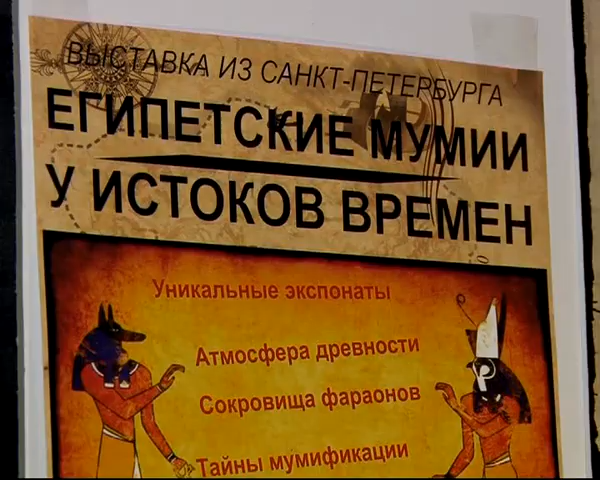 ВЫСТАВКА ИЗ САНКТ-ПЕТЕРБУРГА
ЕГИПЕТСКИЕ МУМИИ
У ИСТОКОВ ВРЕМЕН
Уникальные экспонаты
Атмосфера древности
Сокровища фараонов
Тайны мумификации